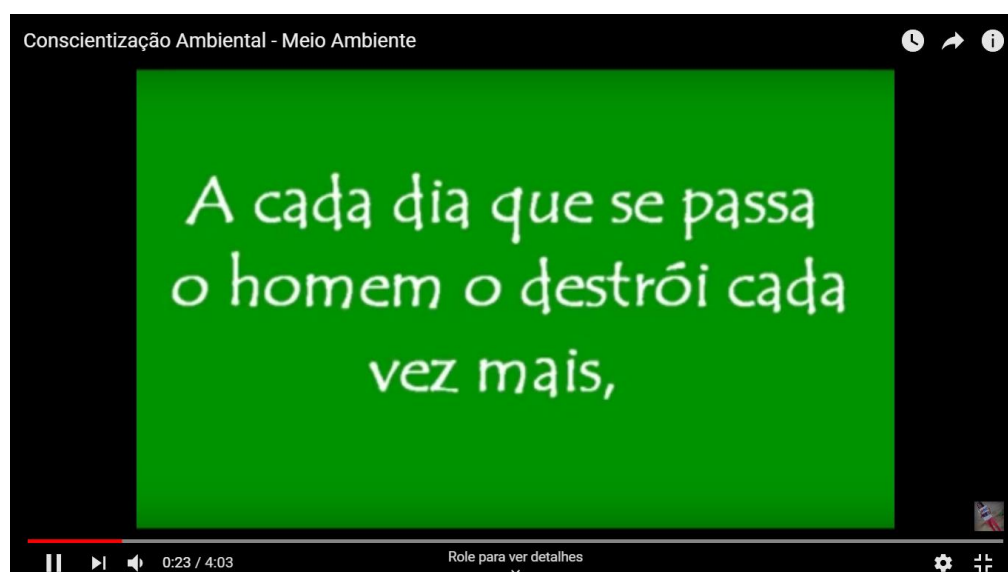 Conscientização Ambiental - Meio Ambiente
A cada dia que se passa
o homem o destrói cada
vez mais,
0:23 / 4:03
Role para ver detalhes